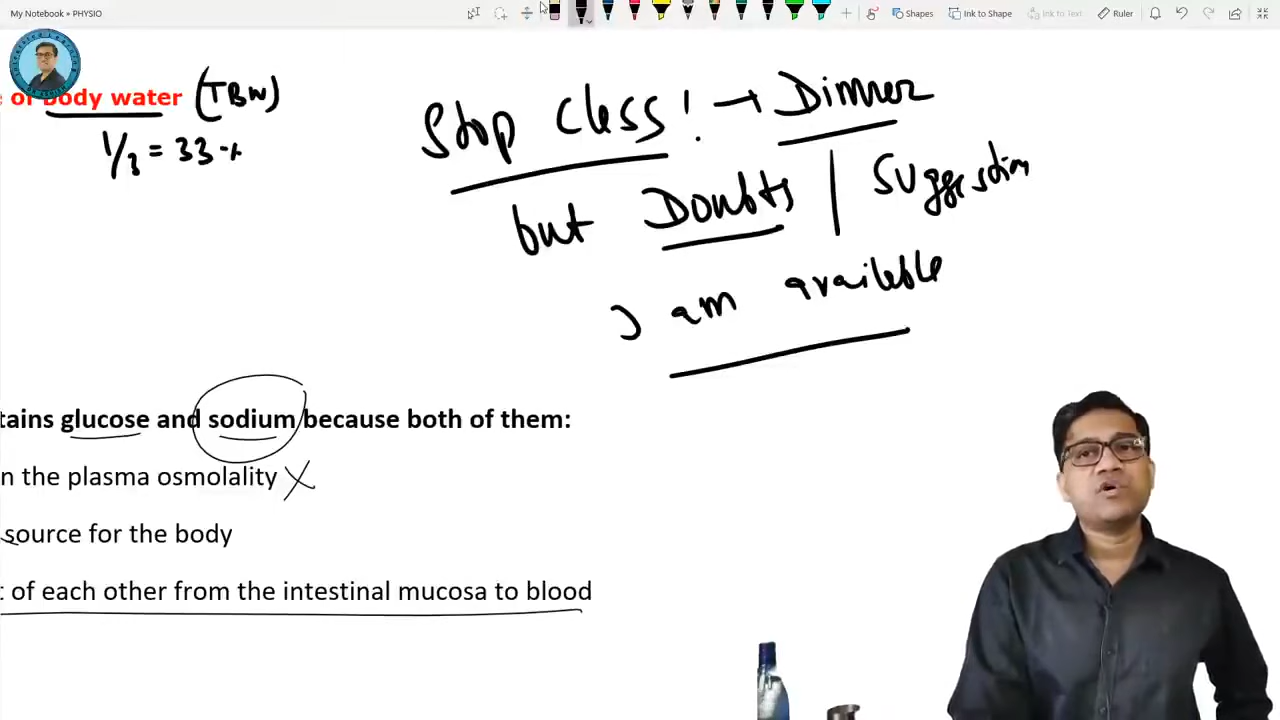 My Notebook » PHYSIO
Shapes
Ink to Shape
Ink to Text
Ruler
e of body water (TBW)
1/3 = 33%
Stop Class! → Dinner
but Doubts | Suggestion
I am available
tains glucose and sodium because both of them:
n the plasma osmolality X
source for the body
t of each other from the intestinal mucosa to blood